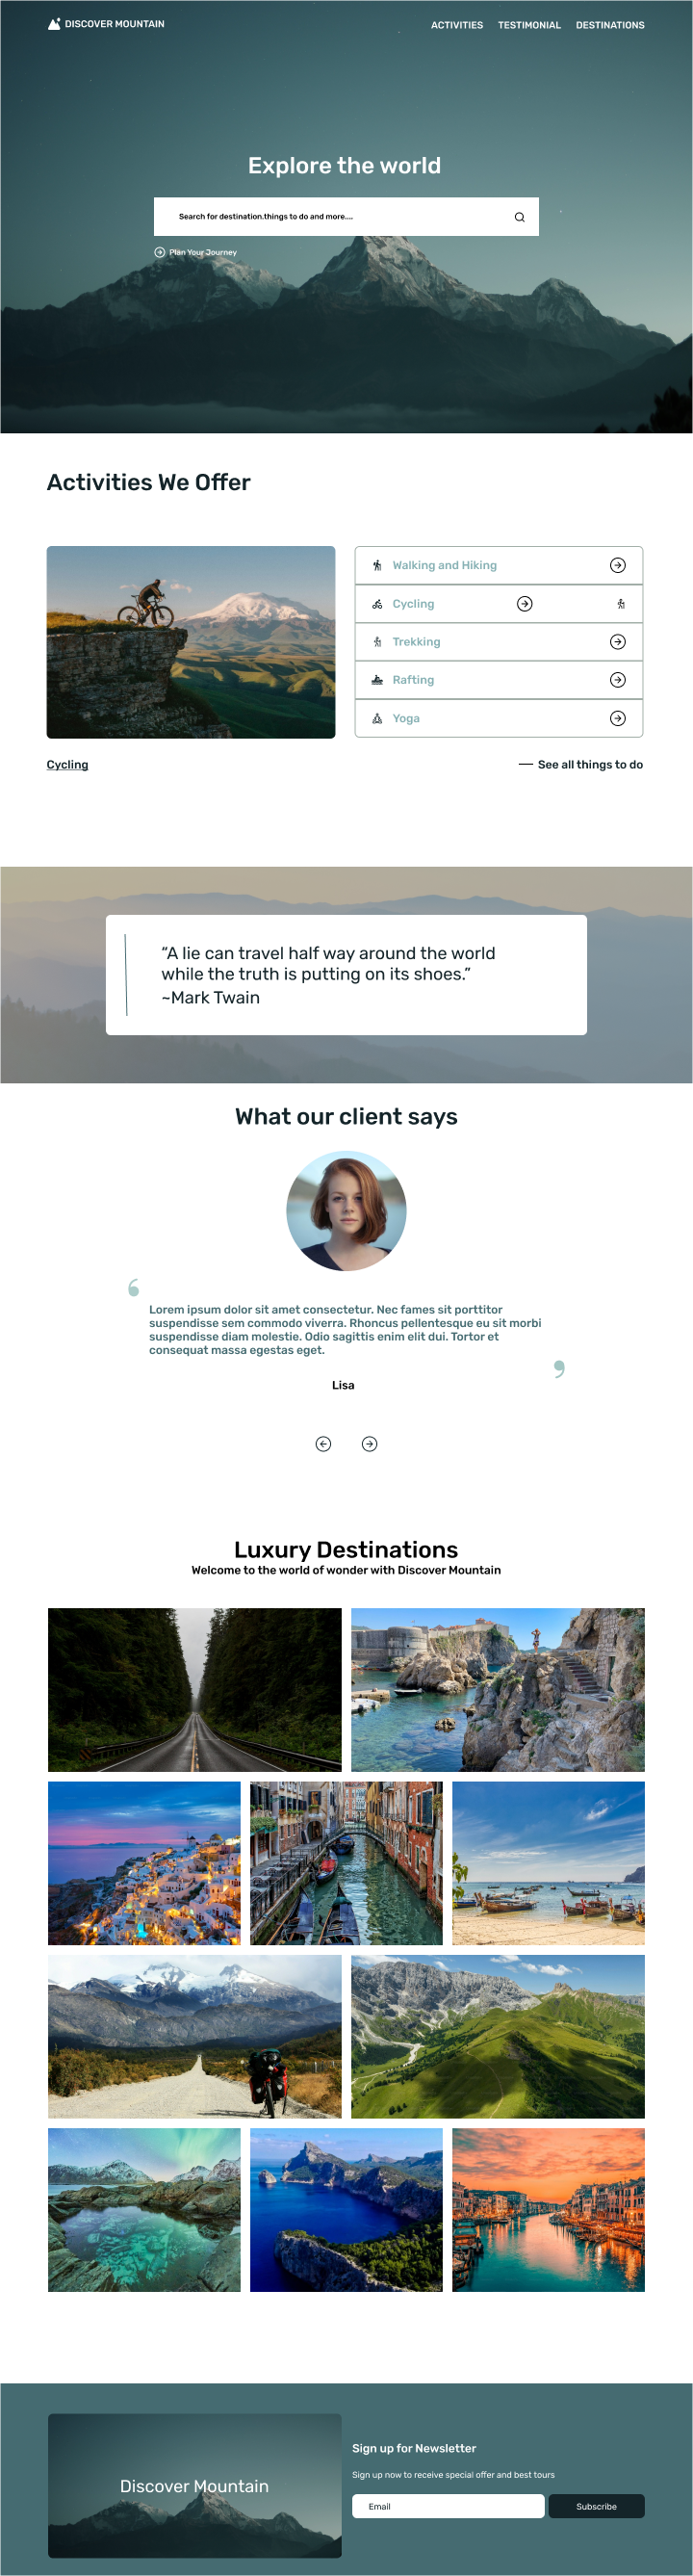 DISCOVER MOUNTAIN
ACTIVITIES TESTIMONIAL DESTINATIONS
Explore the world
Search for destination.things to do and more....
Plan Your Journey
Activities We Offer
Walking and Hiking
Cycling
Trekking
Rafting
Yoga
Cycling
See all things to do
“A lie can travel half way around the world
while the truth is putting on its shoes.”
~Mark Twain
What our client says
Lorem ipsum dolor sit amet consectetur. Nec fames sit porttitor
suspendisse sem commodo viverra. Rhoncus pellentesque eu sit morbi
suspendisse diam molestie. Odio sagittis enim elit dui. Tortor et
consequat massa egestas eget.
Lisa
Luxury Destinations
Welcome to the world of wonder with Discover Mountain
Discover Mountain
Sign up for Newsletter
Sign up now to receive special offer and best tours
Email
Subscribe